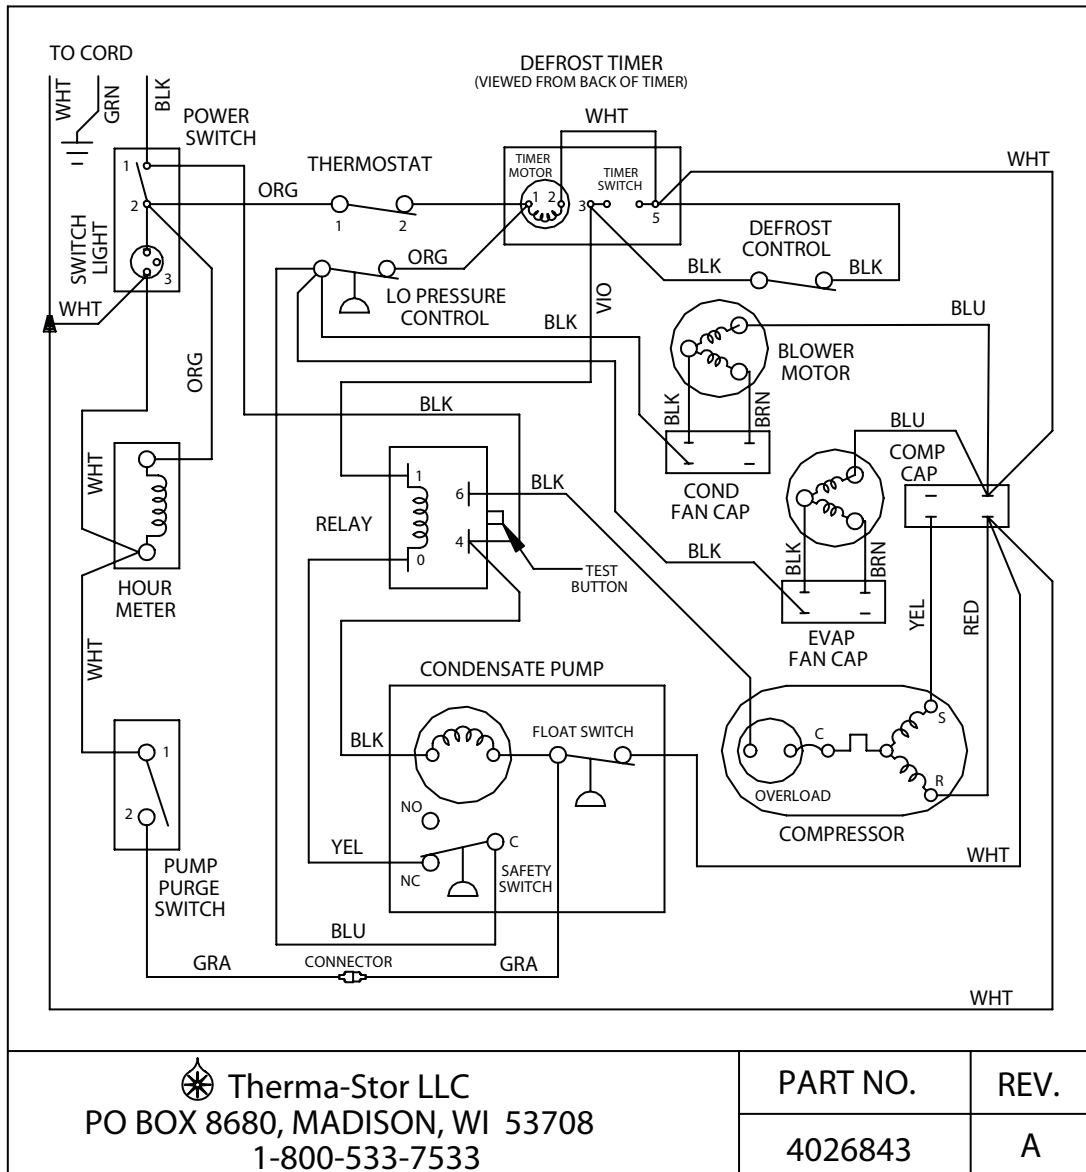 TO CORD
WHT
GRN
BLK
POWER
SWITCH
1
2
3
SWITCH
LIGHT
WHT
ORG
THERMOSTAT
1
2
DEFROST TIMER
(VIEWED FROM BACK OF TIMER)
WHT
TIMER
MOTOR
TIMER
SWITCH
1
2
3
5
WHT
DEFROST
CONTROL
BLK
BLK
ORG
LO PRESSURE
CONTROL
VIO
BLK
BLU
BLOWER
MOTOR
ORG
BLK
BLK
BRN
COND
FAN CAP
BLU
COMP
CAP
WHT
HOUR
METER
RELAY
1
0
6
4
BLK
TEST
BUTTON
BLK
BLK
BRN
EVAP
FAN CAP
YEL
RED
WHT
CONDENSATE PUMP
BLK
FLOAT SWITCH
NO
NC
C
SAFETY
SWITCH
YEL
C
S
R
OVERLOAD
COMPRESSOR
WHT
1
2
PUMP
PURGE
SWITCH
BLU
GRA
CONNECTOR
GRA
WHT
Therma-Stor LLC
PO BOX 8680, MADISON, WI 53708
1-800-533-7533
PART NO.
4026843
REV.
A